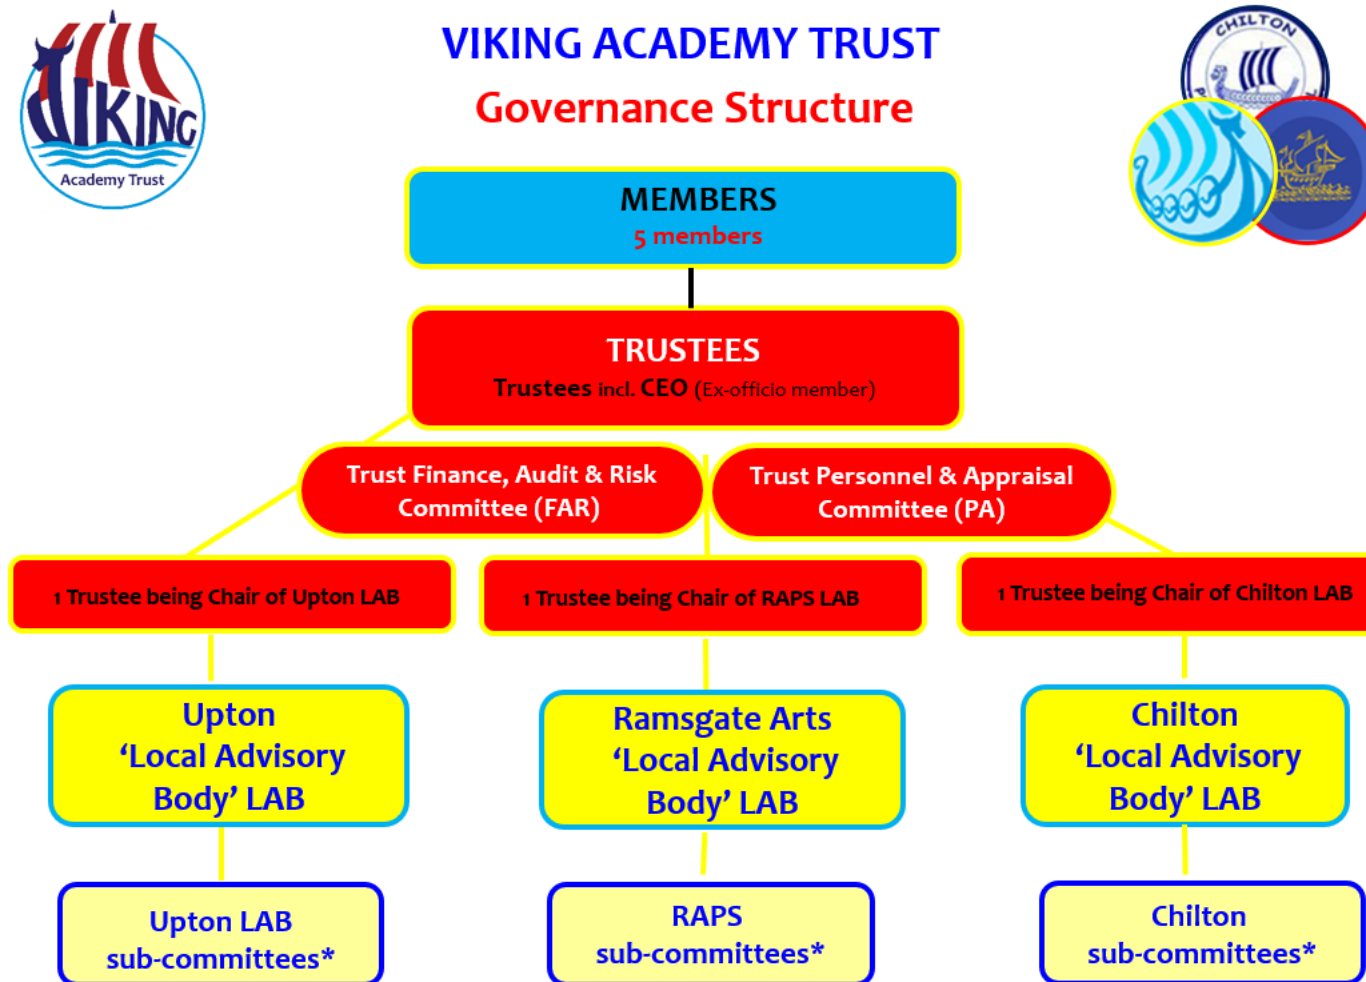 VIKING
Academy Trust
VIKING ACADEMY TRUST
Governance Structure
CHILTON
MEMBERS
5 members
TRUSTEES
Trustees incl. CEO (Ex-officio member)
Trust Finance, Audit & Risk
Committee (FAR)
Trust Personnel & Appraisal
Committee (PA)
1 Trustee being Chair of Upton LAB
1 Trustee being Chair of RAPS LAB
1 Trustee being Chair of Chilton LAB
Upton
‘Local Advisory
Body’ LAB
Ramsgate Arts
‘Local Advisory
Body’ LAB
Chilton
‘Local Advisory
Body’ LAB
Upton LAB
sub-committees*
RAPS
sub-committees*
Chilton
sub-committees*